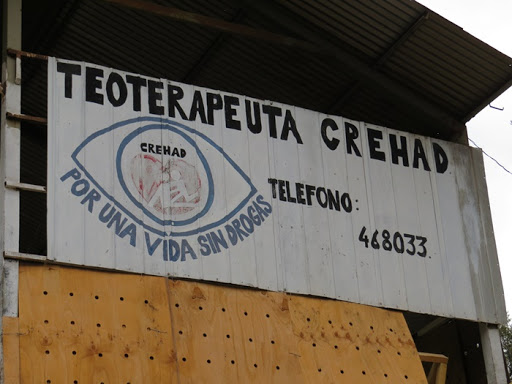 TEOTERAPEUTA CREHAD
CREHAD
POR UNA VIDA SIN DROGAS
TELEFONO:
468033.